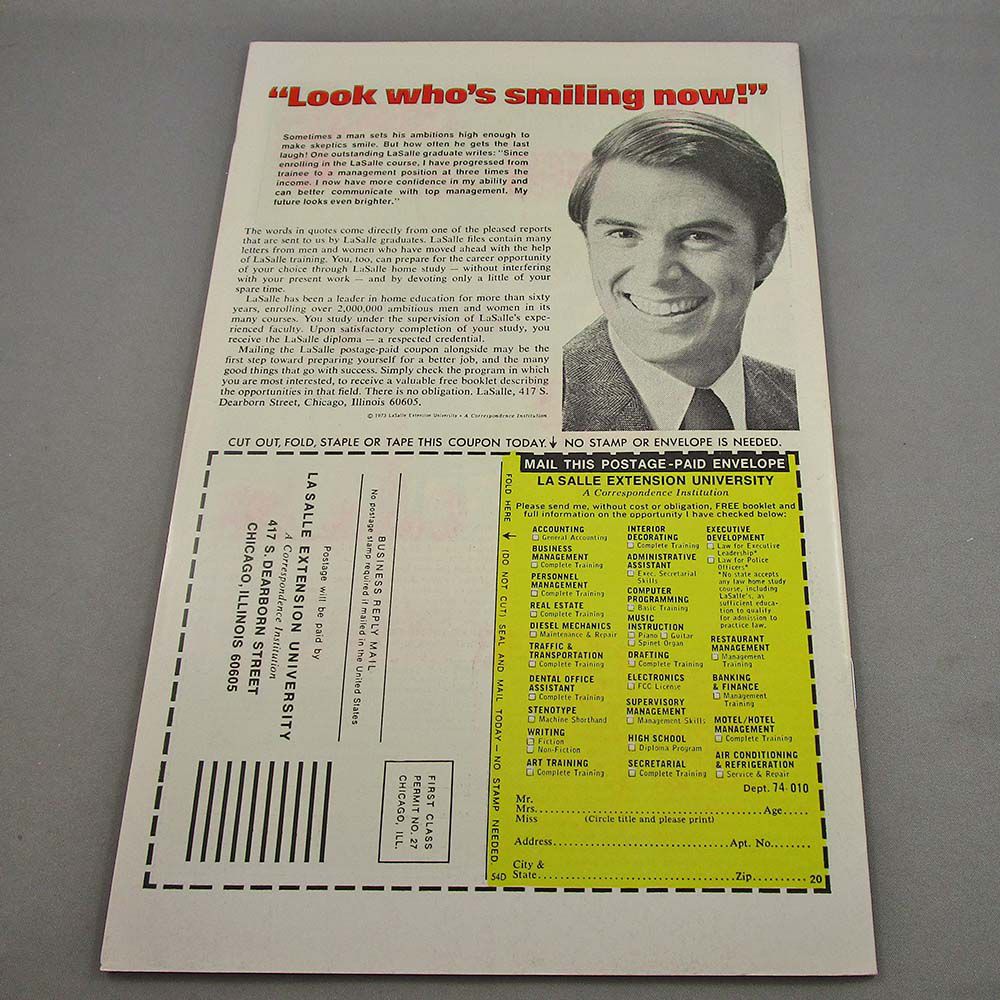 “Look who’s smiling now!”
Sometimes a man sets his ambitions high enough to
make skeptics smile. But how often he gets the last
laugh! One outstanding LaSalle graduate writes: “Since
enrolling in the LaSalle course, I have progressed from
trainee to a management position at three times the
income. I now have more confidence in my ability and
can better communicate with top management. My
future looks even brighter.”
The words in quotes come directly from one of the pleased reports
that are sent to us by LaSalle graduates. LaSalle files contain many
letters from men and women who have moved ahead with the help
of LaSalle training. You, too, can prepare for the career opportunity
of your choice through LaSalle home study — without interfering
with your present work — and by devoting only a little of your
spare time.
LaSalle has been a leader in home education for more than sixty
years, enrolling over 2,000,000 ambitious men and women in its
many courses. You study under the supervision of LaSalle’s expe-
rienced faculty. Upon satisfactory completion of your study, you
receive the LaSalle diploma — a respected credential.
Mailing the LaSalle postage-paid coupon alongside may be the
first step toward preparing yourself for a better job, and the many
good things that go with success. Simply check the program in which
you are most interested, to receive a valuable free booklet describing
the opportunities in that field. There is no obligation. LaSalle, 417 S.
Dearborn Street, Chicago, Illinois 60605.
© 1973 LaSalle Extension University • A Correspondence Institution
CUT OUT, FOLD, STAPLE OR TAPE THIS COUPON TODAY. ↓ NO STAMP OR ENVELOPE IS NEEDED.
BUSINESS REPLY MAIL
No postage stamp required if mailed in the United States
Postage will be paid by
LA SALLE EXTENSION UNIVERSITY
A Correspondence Institution
417 S. DEARBORN STREET
CHICAGO, ILLINOIS 60605
FIRST CLASS
PERMIT NO. 27
CHICAGO, ILL.
FOLD HERE → (DO NOT CUT) SEAL AND MAIL TODAY — NO STAMP NEEDED.
MAIL THIS POSTAGE-PAID ENVELOPE
LA SALLE EXTENSION UNIVERSITY
A Correspondence Institution
Please send me, without cost or obligation, FREE booklet and
full information on the opportunity I have checked below:
ACCOUNTING
☐ General Accounting
BUSINESS
MANAGEMENT
☐ Complete Training
PERSONNEL
MANAGEMENT
☐ Complete Training
REAL ESTATE
☐ Complete Training
DIESEL MECHANICS
☐ Maintenance & Repair
TRAFFIC &
TRANSPORTATION
☐ Complete Training
DENTAL OFFICE
ASSISTANT
☐ Complete Training
STENOTYPE
☐ Machine Shorthand
WRITING
☐ Fiction
☐ Non-Fiction
ART TRAINING
☐ Complete Training
INTERIOR
DECORATING
☐ Complete Training
ADMINISTRATIVE
ASSISTANT
☐ Exec. Secretarial
Skills
COMPUTER
PROGRAMMING
☐ Basic Training
MUSIC
INSTRUCTION
☐ Piano ☐ Guitar
☐ Spinet Organ
DRAFTING
☐ Complete Training
ELECTRONICS
☐ FCC License
SUPERVISORY
MANAGEMENT
☐ Management Skills
HIGH SCHOOL
☐ Diploma Program
SECRETARIAL
☐ Complete Training
EXECUTIVE
DEVELOPMENT
☐ Law for Executive
Leadership*
☐ Law for Police
Officers*
*No state accepts
any law home study
course, including
LaSalle’s, as
sufficient educa-
tion to qualify
for admission to
practice law.
RESTAURANT
MANAGEMENT
☐ Management
Training
BANKING
& FINANCE
☐ Management
Training
MOTEL/HOTEL
MANAGEMENT
☐ Complete Training
AIR CONDITIONING
& REFRIGERATION
☐ Service & Repair
Dept. 74-010
Mr.
Mrs. Age
Miss (Circle title and please print)
Address Apt. No.
City &
State Zip 20
54D